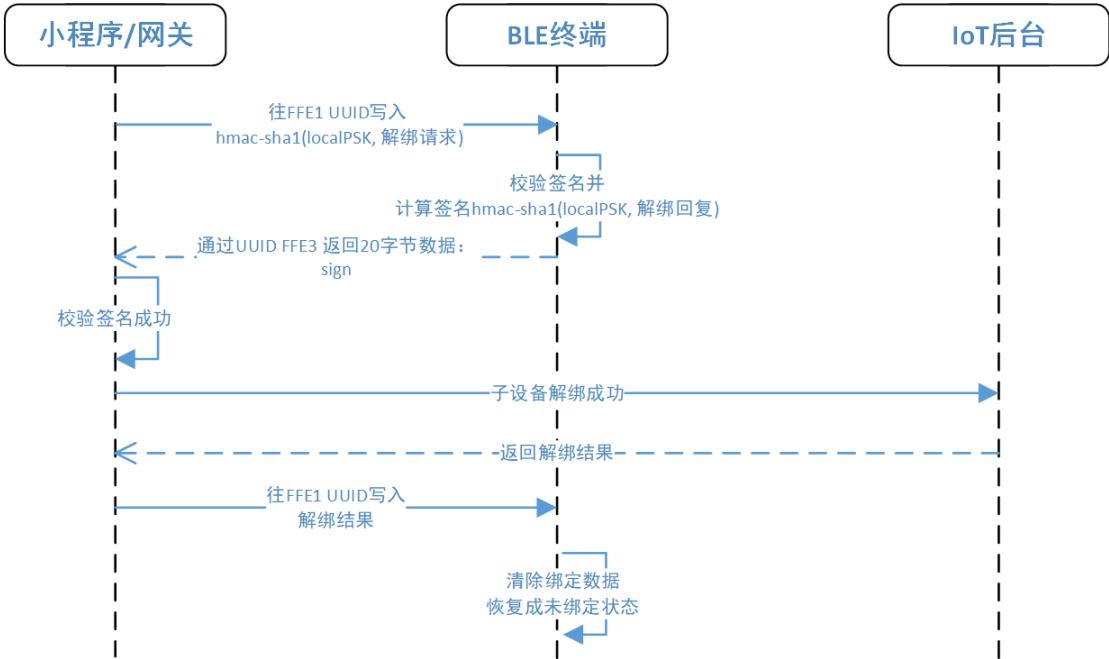 小程序/网关
BLE终端
IoT后台
往FFE1 UUID写入
hmac-sha1(localPSK, 解绑请求)
校验签名并
计算签名hmac-sha1(localPSK, 解绑回复)
通过UUID FFE3 返回20字节数据：
sign
校验签名成功
子设备解绑成功
返回解绑结果
往FFE1 UUID写入
解绑结果
清除绑定数据
恢复成未绑定状态